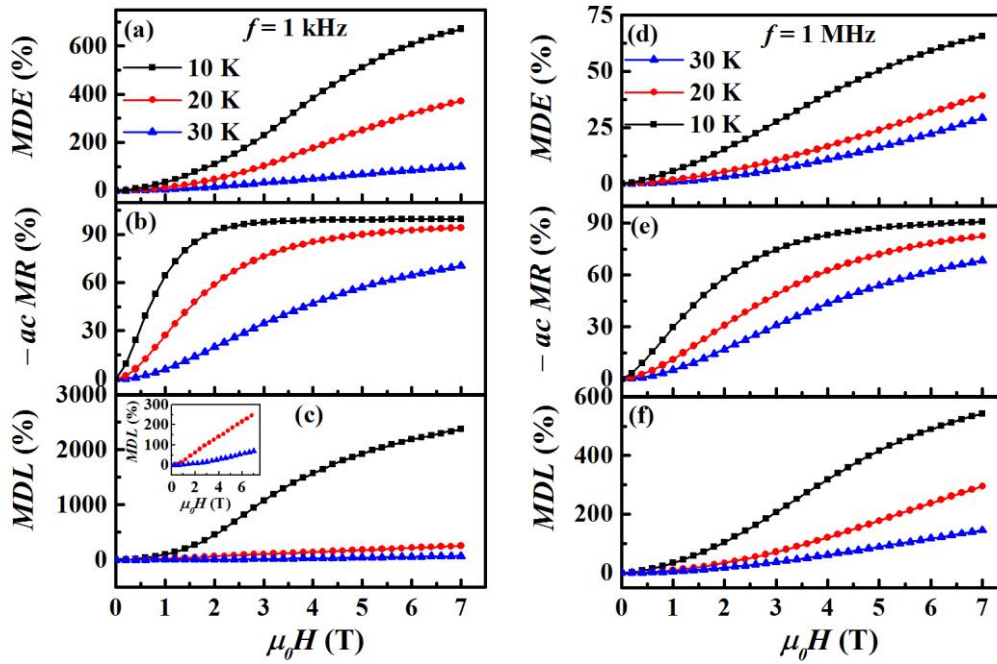 (a) f = 1 kHz
MDE (%)
600
400
200
0
10 K
20 K
30 K
(b)
– ac MR (%)
90
60
30
0
(c)
MDL (%)
3000
2000
1000
0
MDL (%)
300
200
100
0
0 2 4 6
μ0H (T)
0 1 2 3 4 5 6 7
μ0H (T)
(d) f = 1 MHz
MDE (%)
75
50
25
0
30 K
20 K
10 K
(e)
– ac MR (%)
90
60
30
0
(f)
MDL (%)
600
400
200
0
0 1 2 3 4 5 6 7
μ0H (T)